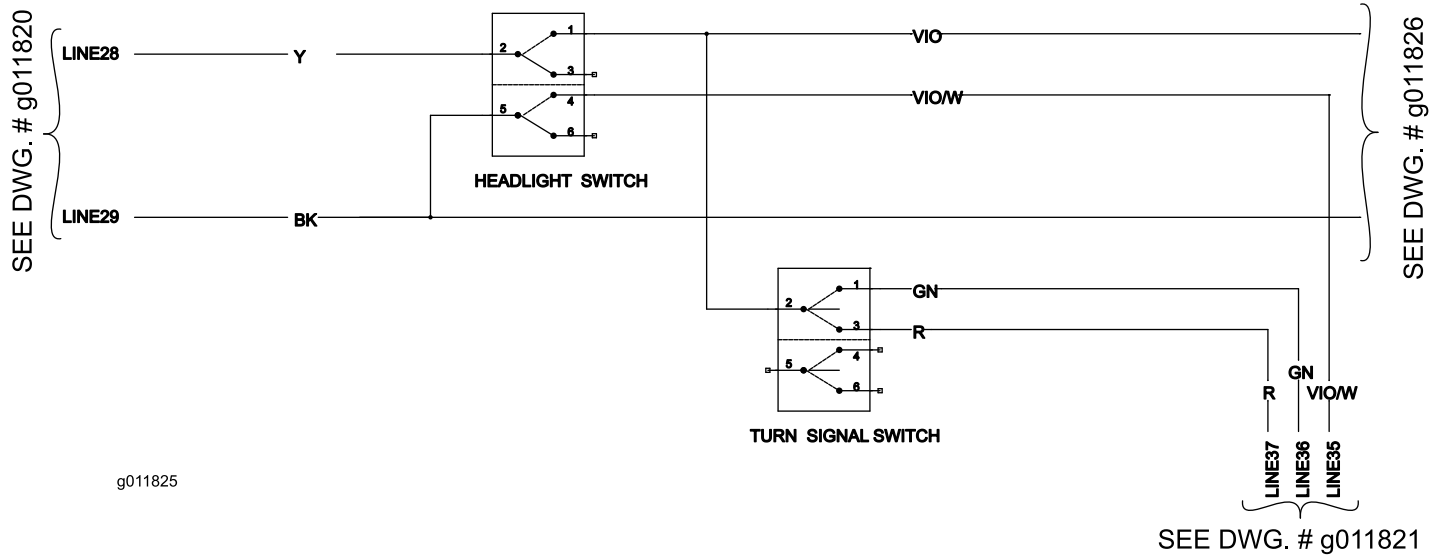 SEE DWG. # g011820
LINE28
Y
2
1
3
5
4
6
HEADLIGHT SWITCH
VIO
VIO/W
SEE DWG. # g011826
LINE29
BK
2
1
3
5
4
6
TURN SIGNAL SWITCH
GN
R
R
GN
VIO/W
LINE37
LINE36
LINE35
SEE DWG. # g011821
g011825